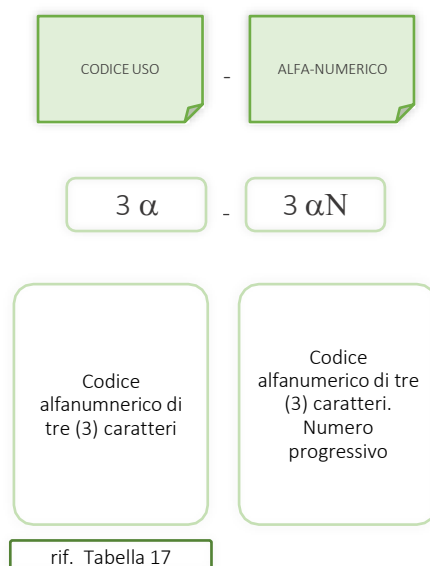 CODICE USO - ALFA-NUMERICO
3 α - 3 αN
Codice
alfanumnerico di
tre (3) caratteri
Codice
alfanumerico di tre
(3) caratteri.
Numero
progressivo
rif. Tabella 17